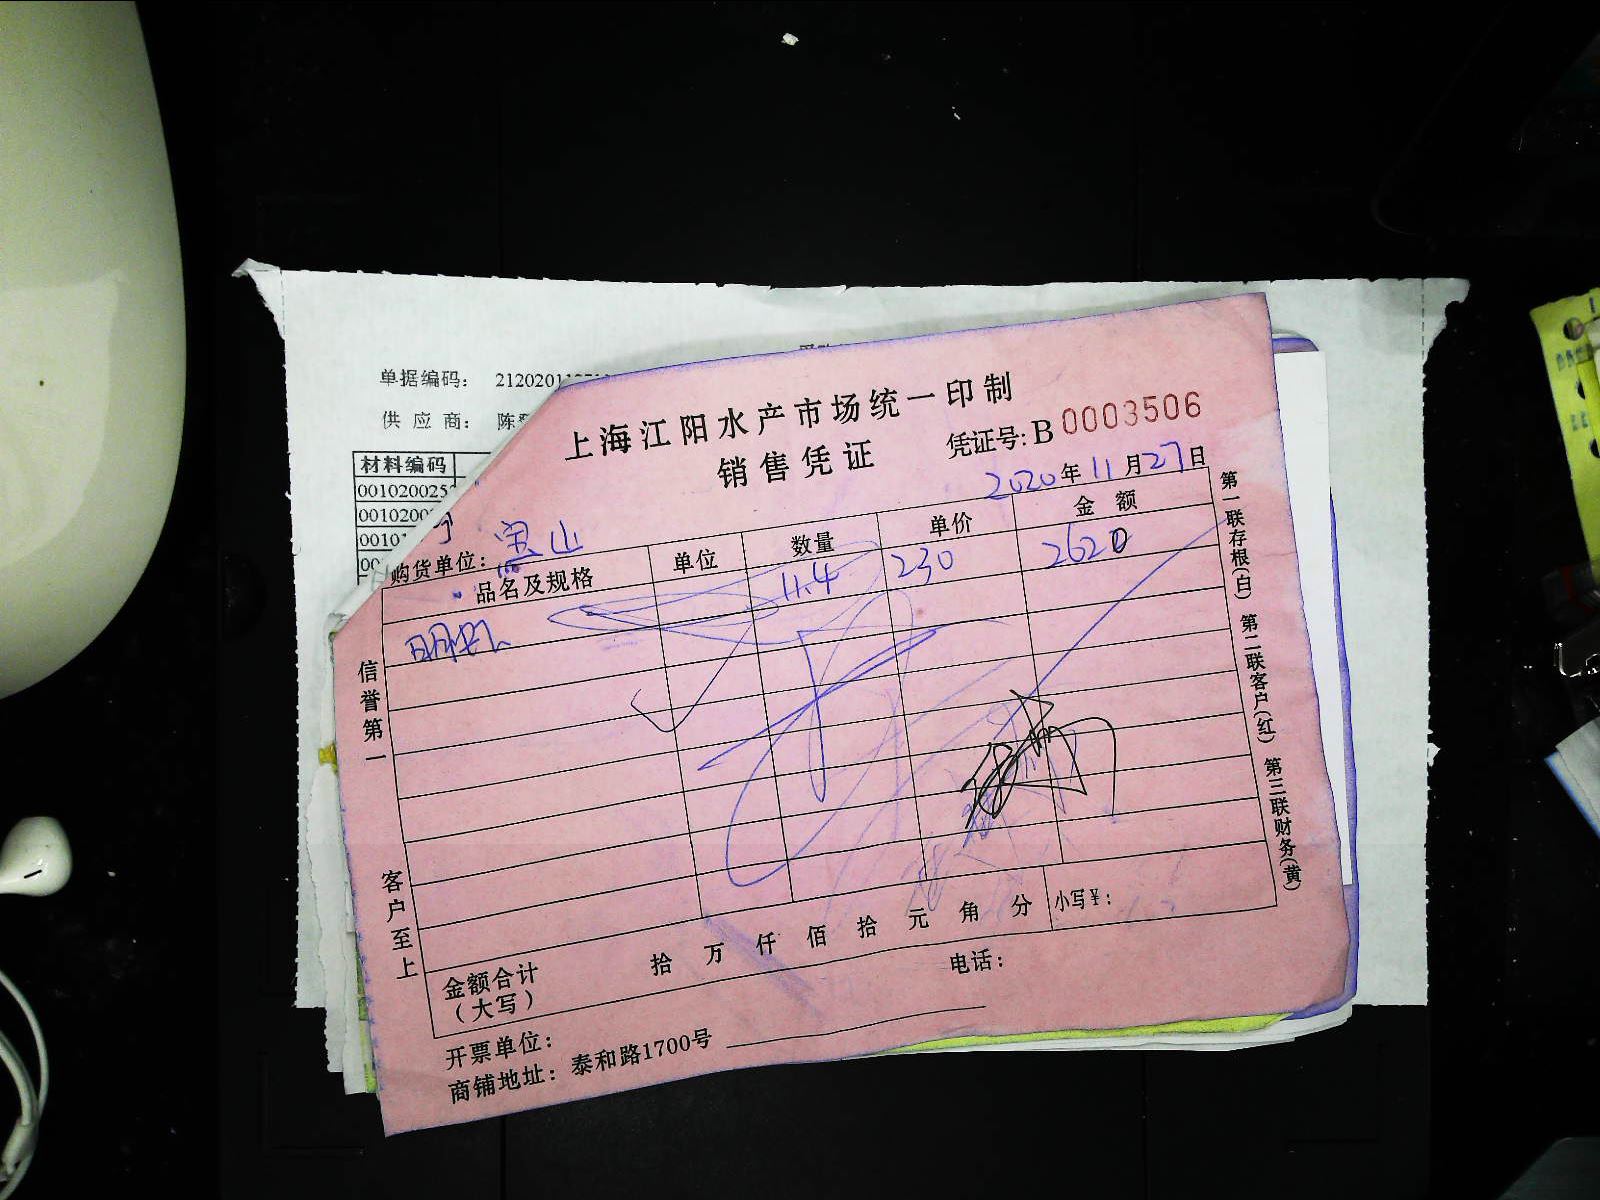 单据编码：
供应商：陈
材料编码
上海江阳水产市场统一印制
销售凭证
凭证号：B 0003506
2020年11月27日
购货单位：宝山
品名及规格 单位 数量 单价 金额
11.4 230 2620
信誉第一 客户至上
第一联存根(白) 第二联客户(红) 第三联财务(黄)
金额合计（大写） 拾 万 仟 佰 拾 元 角 分 小写¥：
开票单位： 电话：
商铺地址：泰和路1700号